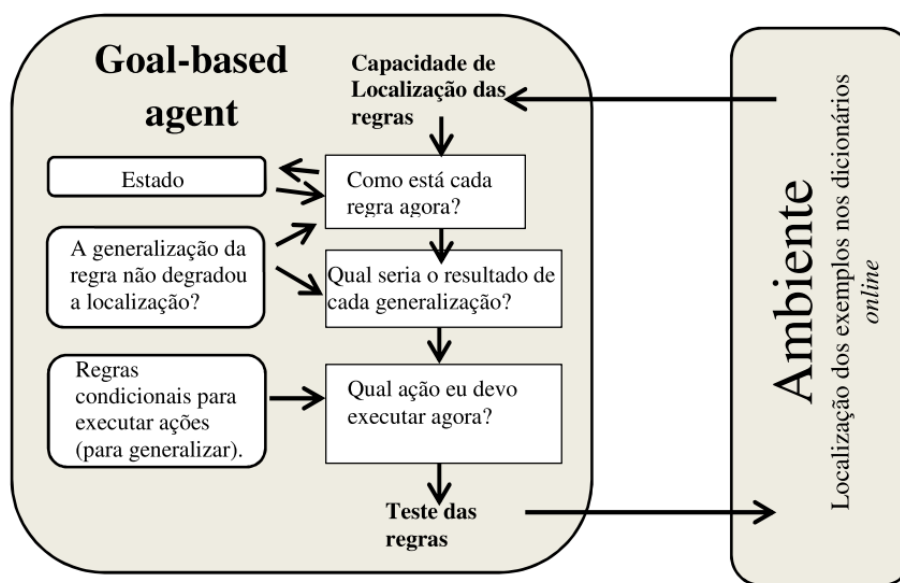 Goal-based
agent
Capacidade de
Localização das
regras
Estado
Como está cada
regra agora?
A generalização da
regra não degradou
a localização?
Qual seria o resultado de
cada generalização?
Regras
condicionais para
executar ações
(para generalizar).
Qual ação eu devo
executar agora?
Teste das
regras
Ambiente
Localização dos exemplos nos dicionários
online